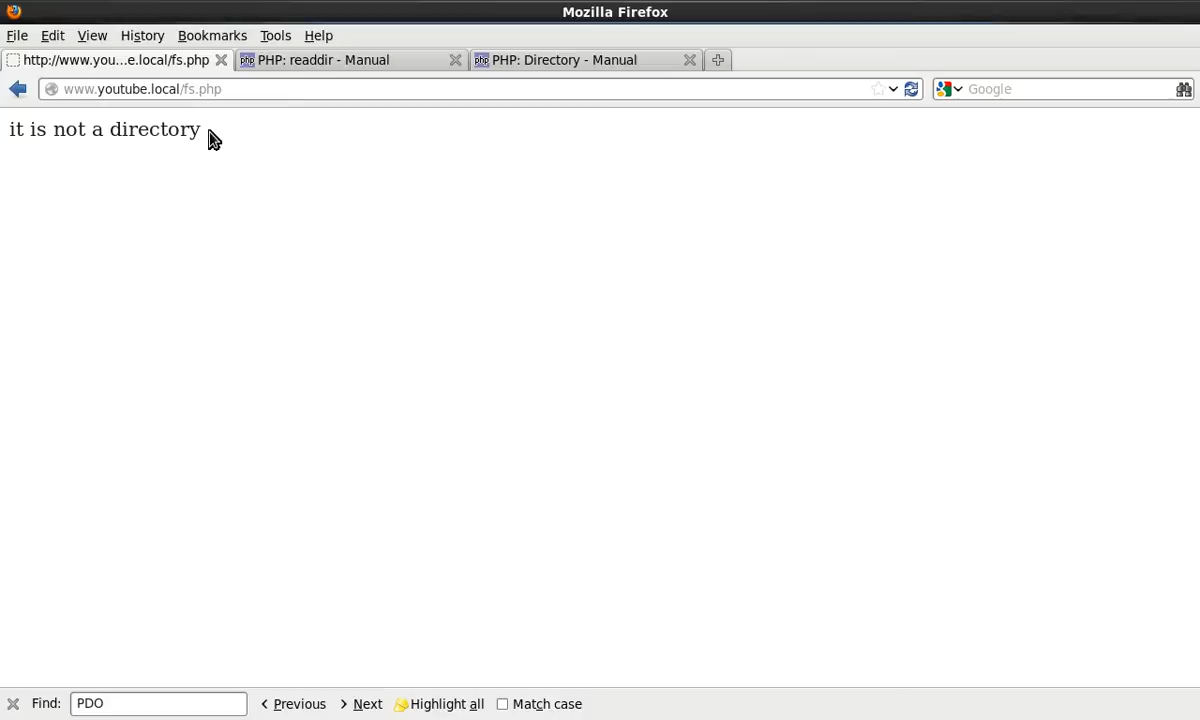 Mozilla Firefox
File Edit View History Bookmarks Tools Help
http://www.you...e.local/fs.php php PHP: readdir - Manual php PHP: Directory - Manual
www.youtube.local/fs.php Google
it is not a directory
Find: PDO Previous Next Highlight all Match case